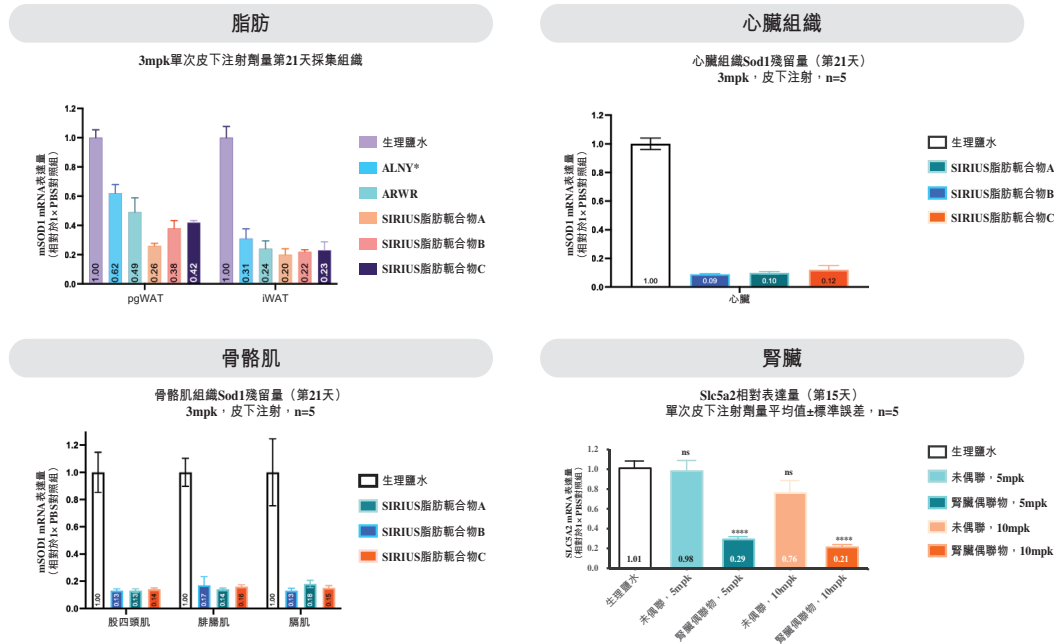 脂肪
3mpk單次皮下注射劑量第21天採集組織
mSOD1 mRNA表達量
(相對於1× PBS對照組)
1.2
1.0
0.8
0.6
0.4
0.2
0.0
1.00
0.62
0.49
0.26
0.38
0.42
1.00
0.31
0.24
0.20
0.22
0.23
pgWAT
iWAT
生理鹽水
ALNY*
ARWR
SIRIUS脂肪軛合物A
SIRIUS脂肪軛合物B
SIRIUS脂肪軛合物C
心臟組織
心臟組織Sod1殘留量（第21天）
3mpk，皮下注射，n=5
mSOD1 mRNA表達量
(相對於1× PBS對照組)
1.2
1.0
0.8
0.6
0.4
0.2
0.0
1.00
0.09
0.10
0.12
心臟
生理鹽水
SIRIUS脂肪軛合物A
SIRIUS脂肪軛合物B
SIRIUS脂肪軛合物C
骨骼肌
骨骼肌組織Sod1殘留量（第21天）
3mpk，皮下注射，n=5
mSOD1 mRNA表達量
(相對於1× PBS對照組)
1.2
1.0
0.8
0.6
0.4
0.2
0.0
1.00
0.13
0.13
0.14
1.00
0.17
0.14
0.16
1.00
0.13
0.18
0.15
股四頭肌
腓腸肌
膈肌
生理鹽水
SIRIUS脂肪軛合物A
SIRIUS脂肪軛合物B
SIRIUS脂肪軛合物C
腎臟
Slc5a2相對表達量（第15天）
單次皮下注射劑量平均值±標準誤差，n=5
SLC5A2 mRNA表達量
(相對於1× PBS對照組)
1.2
1.0
0.8
0.6
0.4
0.2
0.0
ns
****
ns
****
1.01
0.98
0.29
0.76
0.21
生理鹽水
未偶聯，5mpk
腎臟偶聯物，5mpk
未偶聯，10mpk
腎臟偶聯物，10mpk
生理鹽水
未偶聯，5mpk
腎臟偶聯物，5mpk
未偶聯，10mpk
腎臟偶聯物，10mpk